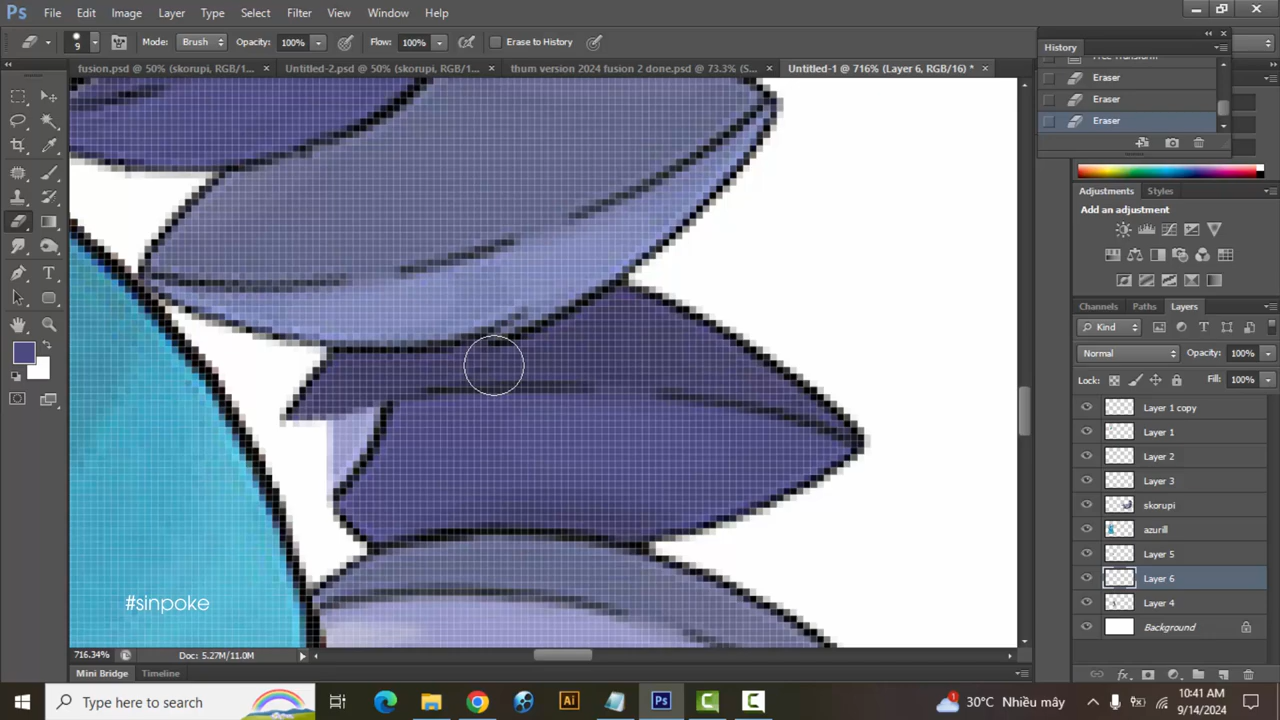 Ps File Edit Image Layer Type Select Filter View Window Help
9 Mode: Brush Opacity: 100% Flow: 100% Erase to History
fusion.psd @ 50% (skorupi, RGB/1... × Untitled-2.psd @ 50% (skorupi, RGB/1... × thum version 2024 fusion 2 done.psd @ 73.3% (S... × Untitled-1 @ 716% (Layer 6, RGB/16) * ×
History
Eraser
Eraser
Eraser
Adjustments Styles
Add an adjustment
Channels Paths Layers
Kind
Normal Opacity: 100%
Lock: Fill: 100%
Layer 1 copy
Layer 1
Layer 2
Layer 3
skorupi
azurill
Layer 5
Layer 6
Layer 4
Background
#sinpoke
716.34% Doc: 5.27M/11.0M
Mini Bridge Timeline
Type here to search
Ai Ps
1 30°C Nhiều mây
10:41 AM
9/14/2024